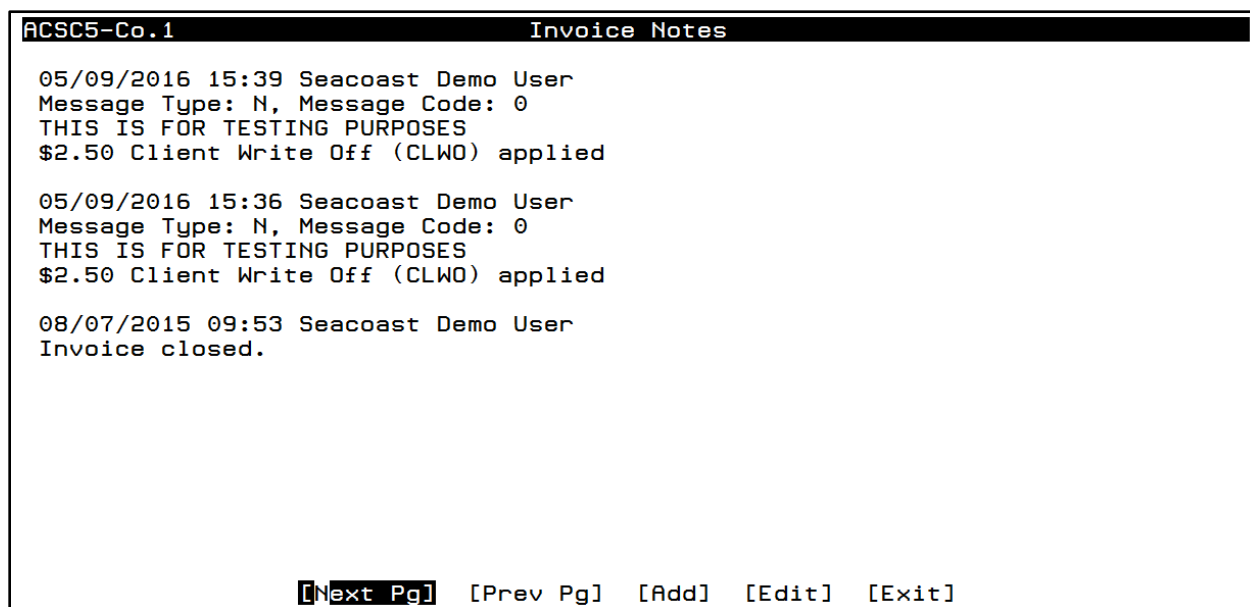 ACSC5-Co.1 Invoice Notes
05/09/2016 15:39 Seacoast Demo User
Message Type: N, Message Code: 0
THIS IS FOR TESTING PURPOSES
$2.50 Client Write Off (CLWO) applied
05/09/2016 15:36 Seacoast Demo User
Message Type: N, Message Code: 0
THIS IS FOR TESTING PURPOSES
$2.50 Client Write Off (CLWO) applied
08/07/2015 09:53 Seacoast Demo User
Invoice closed.
[Next Pg] [Prev Pg] [Add] [Edit] [Exit]